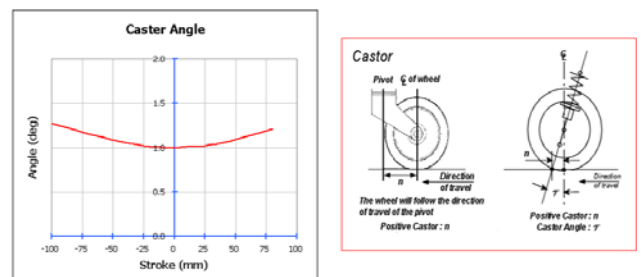 Caster Angle
2.0
1.5
1.0
0.5
0.0
-100 -75 -50 -25 0 25 50 75 100
Angle (deg)
Stroke (mm)
Castor
Pivot ℄ of wheel
n
Direction
of travel
The wheel will follow the direction
of travel of the pivot
Positive Castor : n
℄
n
Direction
of travel
τ
Positive Castor : n
Castor Angle : τ